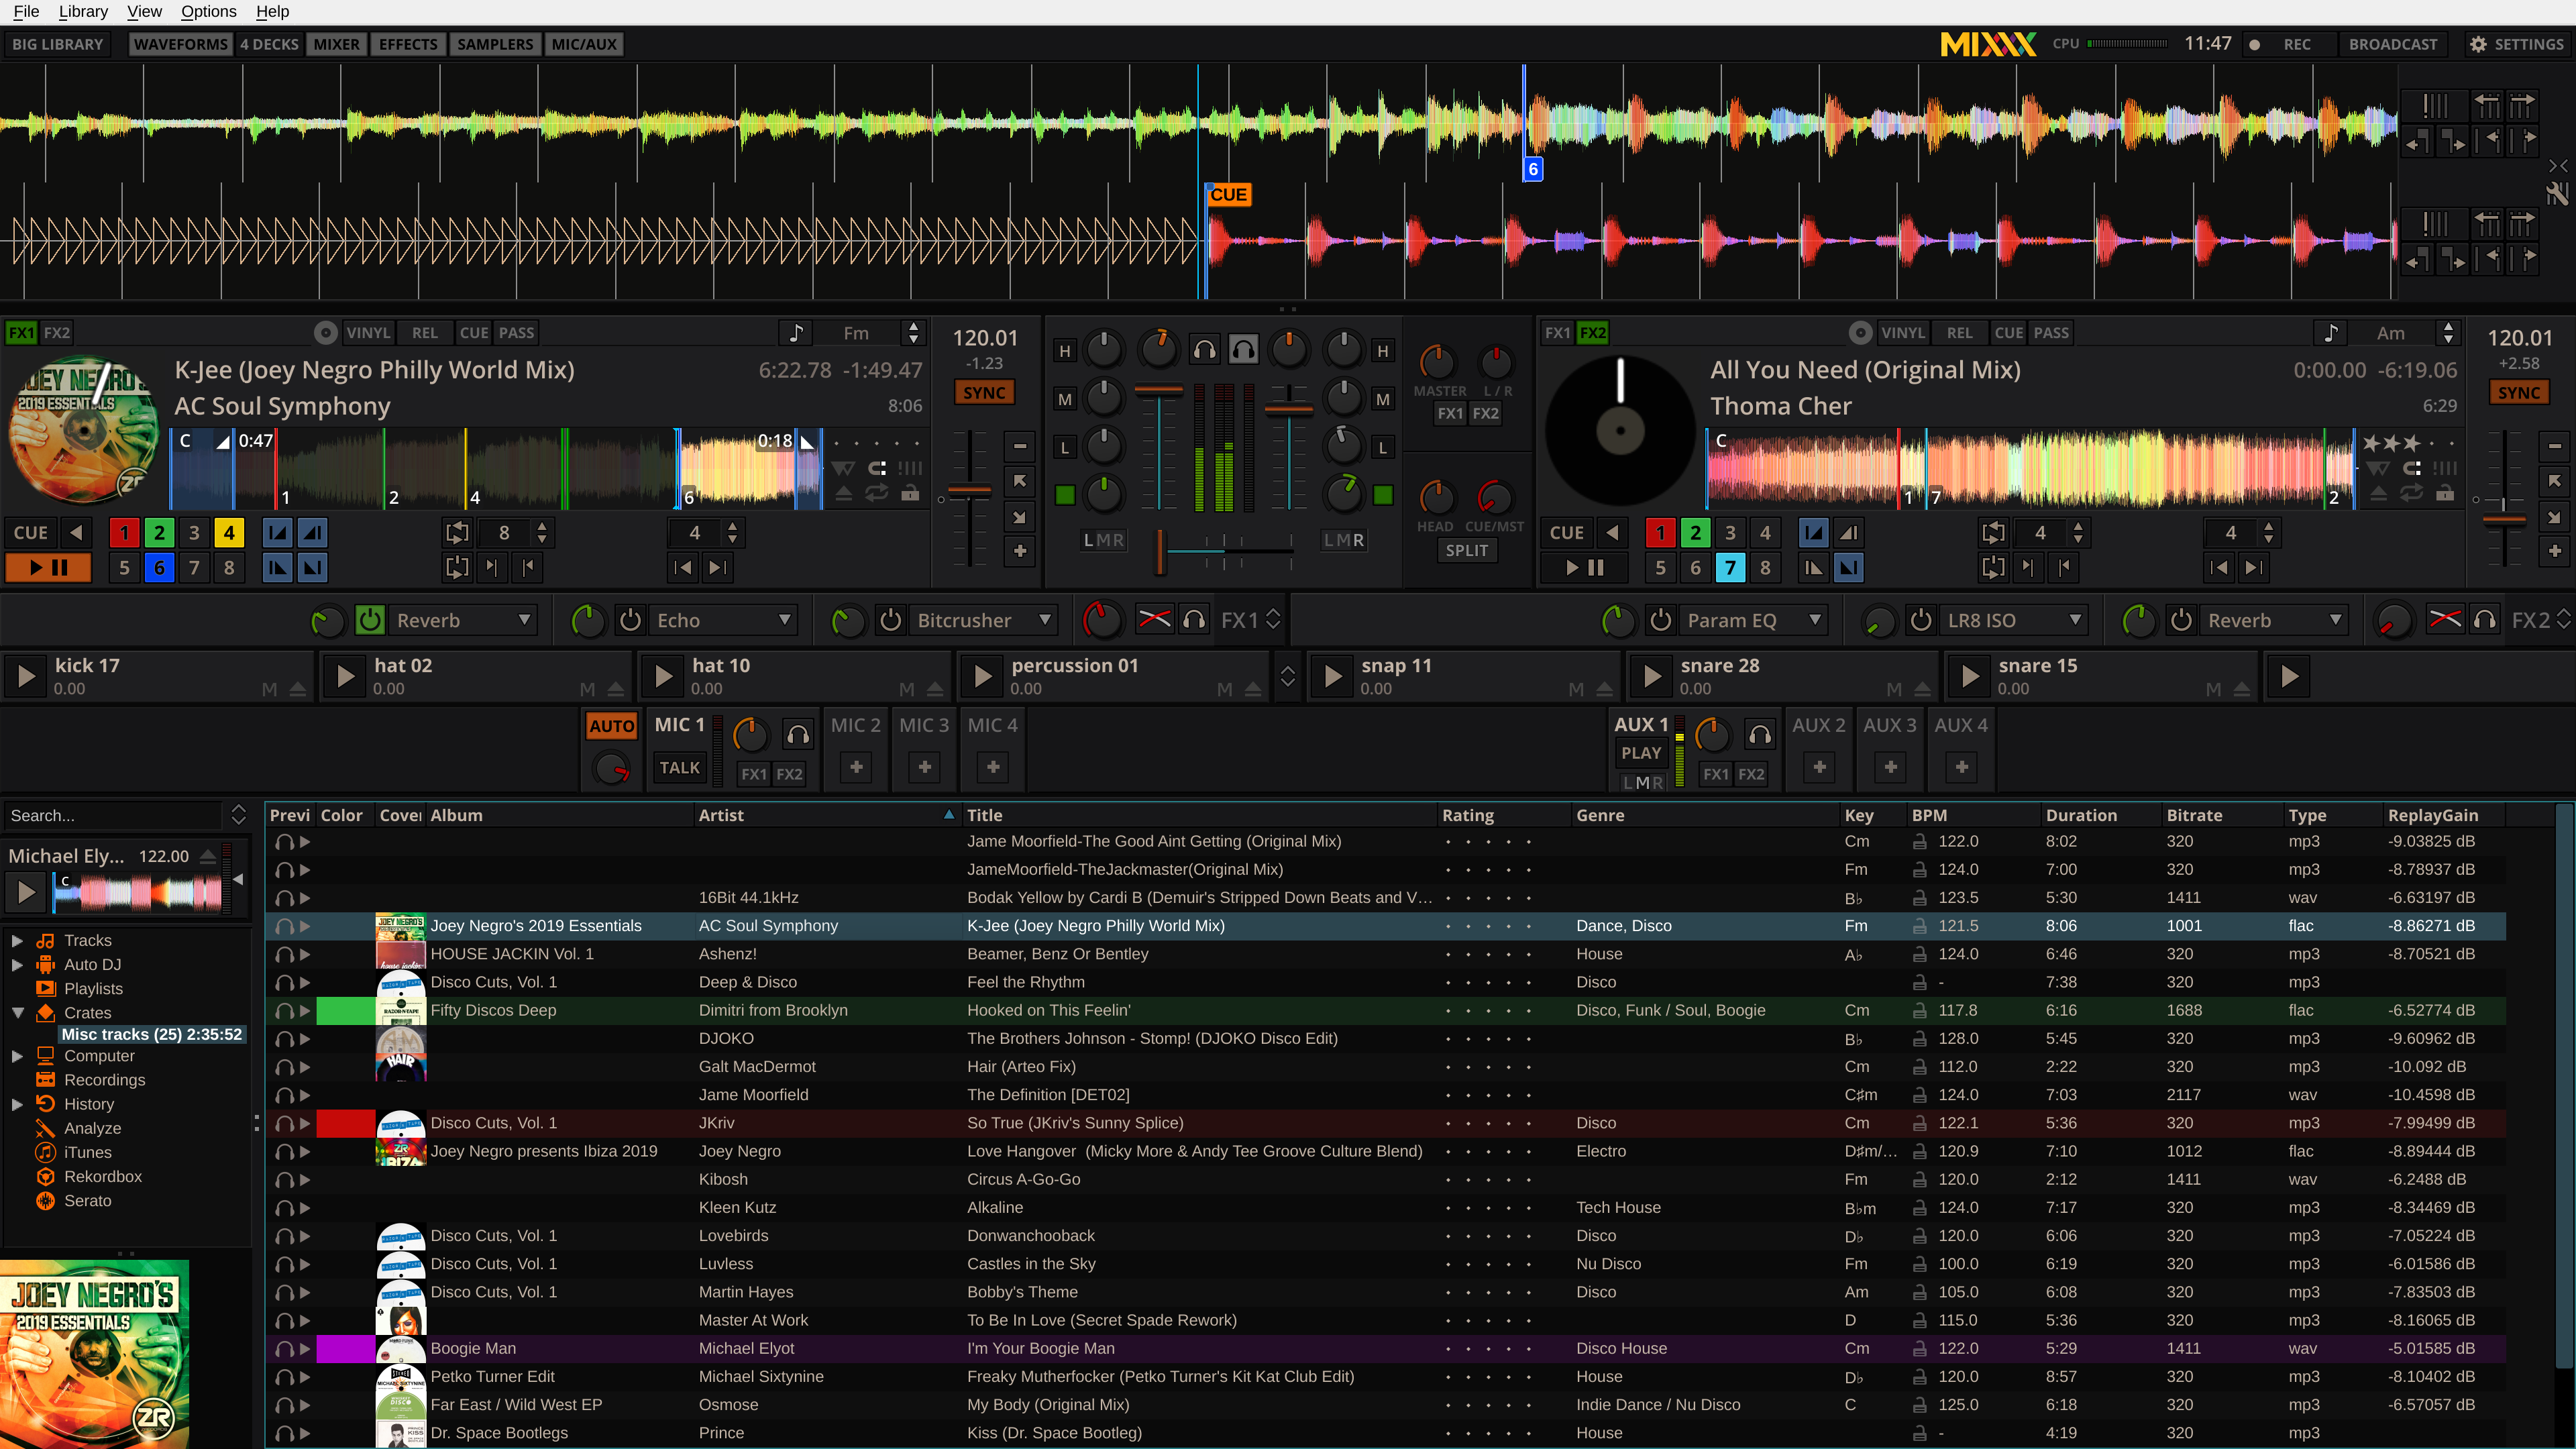 File Library View Options Help
BIG LIBRARY WAVEFORMS 4 DECKS MIXER EFFECTS SAMPLERS MIC/AUX MIXXX CPU 11:47 REC BROADCAST SETTINGS
6
CUE
FX1 FX2 VINYL REL CUE PASS Fm
K-Jee (Joey Negro Philly World Mix) 6:22.78 -1:49.47
AC Soul Symphony 8:06
C 0:47 0:18
1 2 4 6
120.01
-1.23
SYNC
CUE 1 2 3 4 8 4
5 6 7 8
H H
M M
L L
LMR LMR
MASTER L / R
FX1 FX2
HEAD CUE/MST
SPLIT
FX1 FX2 VINYL REL CUE PASS Am
All You Need (Original Mix) 0:00.00 -6:19.06
Thoma Cher 6:29
C
1 7 2
120.01
+2.58
SYNC
CUE 1 2 3 4 4 4
5 6 7 8
Reverb Echo Bitcrusher FX1 Param EQ LR8 ISO Reverb FX2
kick 17 hat 02 hat 10 percussion 01 snap 11 snare 28 snare 15
0.00 M 0.00 M 0.00 M 0.00 M 0.00 M 0.00 M 0.00 M
AUTO MIC 1 MIC 2 MIC 3 MIC 4 AUX 1 AUX 2 AUX 3 AUX 4
TALK FX1 FX2 PLAY LMR FX1 FX2
Search...
Michael Ely... 122.00
C
Tracks
Auto DJ
Playlists
Crates
Misc tracks (25) 2:35:52
Computer
Recordings
History
Analyze
iTunes
Rekordbox
Serato
JOEY NEGRO'S
2019 ESSENTIALS
ZR
Previ Color Cover Album Artist Title Rating Genre Key BPM Duration Bitrate Type ReplayGain
Jame Moorfield-The Good Aint Getting (Original Mix) Cm 122.0 8:02 320 mp3 -9.03825 dB
JameMoorfield-TheJackmaster(Original Mix) Fm 124.0 7:00 320 mp3 -8.78937 dB
16Bit 44.1kHz Bodak Yellow by Cardi B (Demuir's Stripped Down Beats and V... B♭ 123.5 5:30 1411 wav -6.63197 dB
Joey Negro's 2019 Essentials AC Soul Symphony K-Jee (Joey Negro Philly World Mix) Dance, Disco Fm 121.5 8:06 1001 flac -8.86271 dB
HOUSE JACKIN Vol. 1 Ashenz! Beamer, Benz Or Bentley House A♭ 124.0 6:46 320 mp3 -8.70521 dB
Disco Cuts, Vol. 1 Deep & Disco Feel the Rhythm Disco - 7:38 320 mp3
Fifty Discos Deep Dimitri from Brooklyn Hooked on This Feelin' Disco, Funk / Soul, Boogie Cm 117.8 6:16 1688 flac -6.52774 dB
DJOKO The Brothers Johnson - Stomp! (DJOKO Disco Edit) B♭ 128.0 5:45 320 mp3 -9.60962 dB
HAIR Galt MacDermot Hair (Arteo Fix) Cm 112.0 2:22 320 mp3 -10.092 dB
Jame Moorfield The Definition [DET02] C♯m 124.0 7:03 2117 wav -10.4598 dB
Disco Cuts, Vol. 1 JKriv So True (JKriv's Sunny Splice) Disco Cm 122.1 5:36 320 mp3 -7.99499 dB
Joey Negro presents Ibiza 2019 Joey Negro Love Hangover (Micky More & Andy Tee Groove Culture Blend) Electro D♯m/... 120.9 7:10 1012 flac -8.89444 dB
Kibosh Circus A-Go-Go Fm 120.0 2:12 1411 wav -6.2488 dB
Kleen Kutz Alkaline Tech House B♭m 124.0 7:17 320 mp3 -8.34469 dB
Disco Cuts, Vol. 1 Lovebirds Donwanchooback Disco D♭ 120.0 6:06 320 mp3 -7.05224 dB
Disco Cuts, Vol. 1 Luvless Castles in the Sky Nu Disco Fm 100.0 6:19 320 mp3 -6.01586 dB
Disco Cuts, Vol. 1 Martin Hayes Bobby's Theme Disco Am 105.0 6:08 320 mp3 -7.83503 dB
Master At Work To Be In Love (Secret Spade Rework) D 115.0 5:36 320 mp3 -8.16065 dB
Boogie Man Michael Elyot I'm Your Boogie Man Disco House Cm 122.0 5:29 1411 wav -5.01585 dB
Petko Turner Edit Michael Sixtynine Freaky Mutherfocker (Petko Turner's Kit Kat Club Edit) House D♭ 120.0 8:57 320 mp3 -8.10402 dB
Far East / Wild West EP Osmose My Body (Original Mix) Indie Dance / Nu Disco C 125.0 6:18 320 mp3 -6.57057 dB
Dr. Space Bootlegs Prince Kiss (Dr. Space Bootleg) House - 4:19 320 mp3